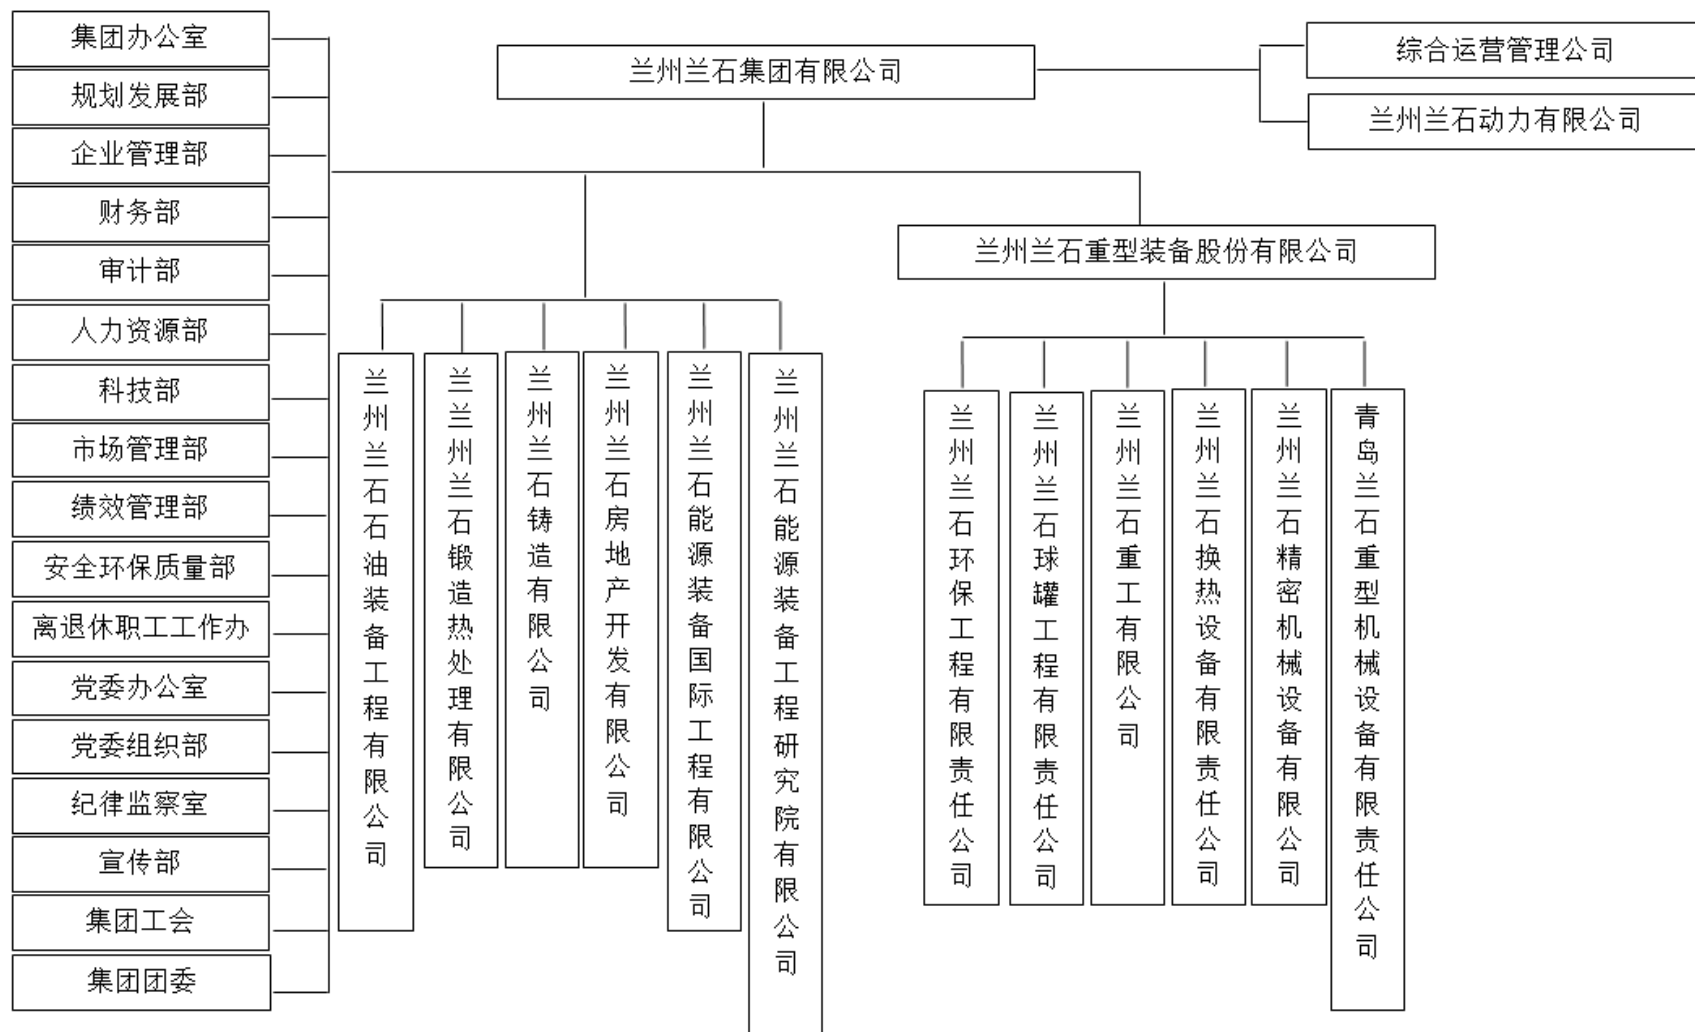 集团办公室
规划发展部
企业管理部
财务部
审计部
人力资源部
科技部
市场管理部
绩效管理部
安全环保质量部
离退休职工工作办
党委办公室
党委组织部
纪律监察室
宣传部
集团工会
集团团委
兰州兰石集团有限公司
综合运营管理公司
兰州兰石动力有限公司
兰州兰石重型装备股份有限公司
兰州兰石石油装备工程有限公司
兰兰州兰石锻造热处理有限公司
兰州兰石铸造有限公司
兰州兰石房地产开发有限公司
兰州兰石能源装备国际工程有限公司
兰州兰石能源装备工程研究院有限公司
兰州兰石环保工程有限责任公司
兰州兰石球罐工程有限责任公司
兰州兰石重工有限公司
兰州兰石换热设备有限责任公司
兰州兰石精密机械设备有限公司
青岛兰石重型机械设备有限责任公司